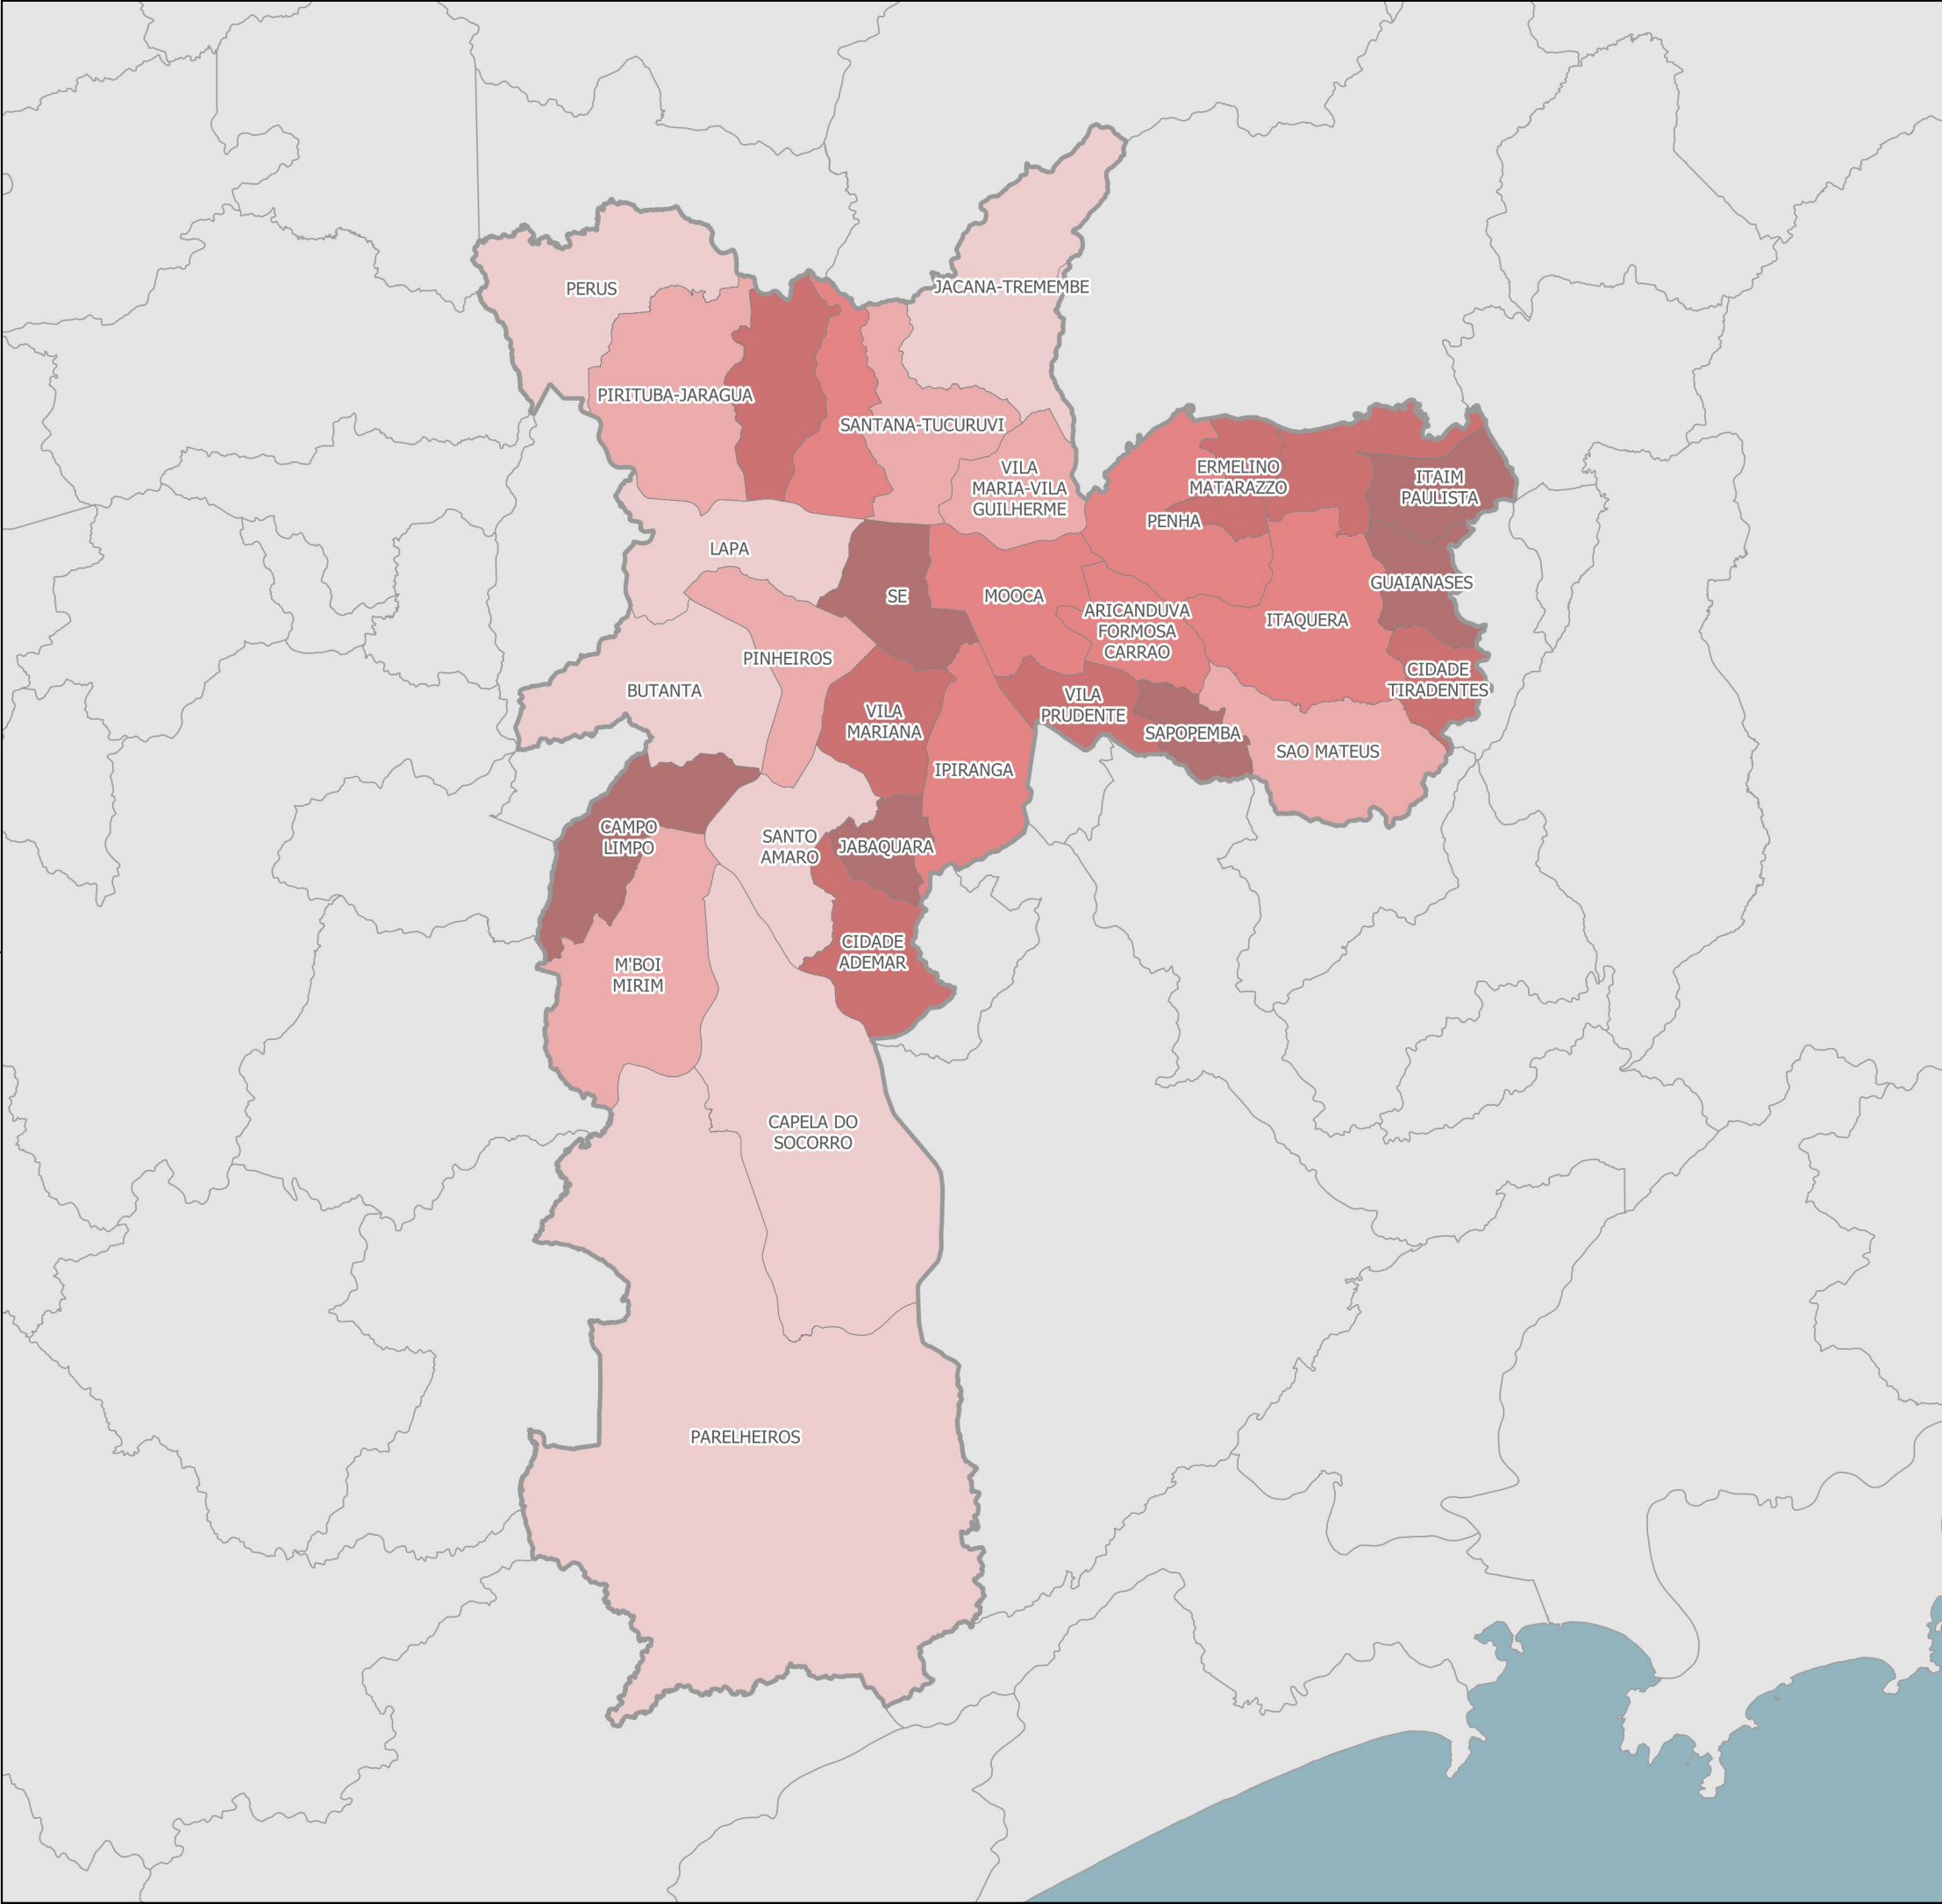 JACANA-TREMEMBE
PERUS
PIRITUBA-JARAGUA
SANTANA-TUCURUVI
VILA
MARIA-VILA
GUILHERME
ERMELINO
MATARAZZO
ITAIM
PAULISTA
PENHA
LAPA
GUAIANASES
SE
MOOCA
ARICANDUVA
FORMOSA
CARRAO
ITAQUERA
PINHEIROS
BUTANTA
CIDADE
TIRADENTES
VILA
PRUDENTE
VILA
MARIANA
SAPOPEMBA
SAO MATEUS
IPIRANGA
CAMPO
LIMPO
SANTO
AMARO
JABAQUARA
CIDADE
ADEMAR
M'BOI
MIRIM
CAPELA DO
SOCORRO
PARELHEIROS